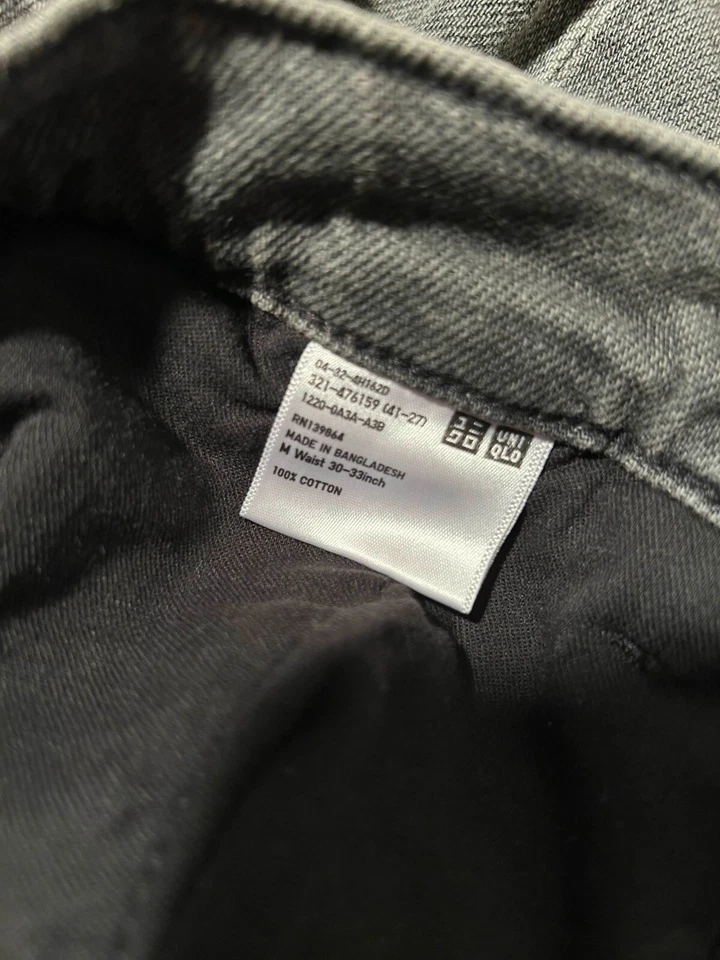 04-32-4H162D
321-476159 (41-27)
1220-0A3A-A3B
ユニ
クロ
UNI
QLO
RN139864
MADE IN BANGLADESH
M Waist 30-33inch
100% COTTON